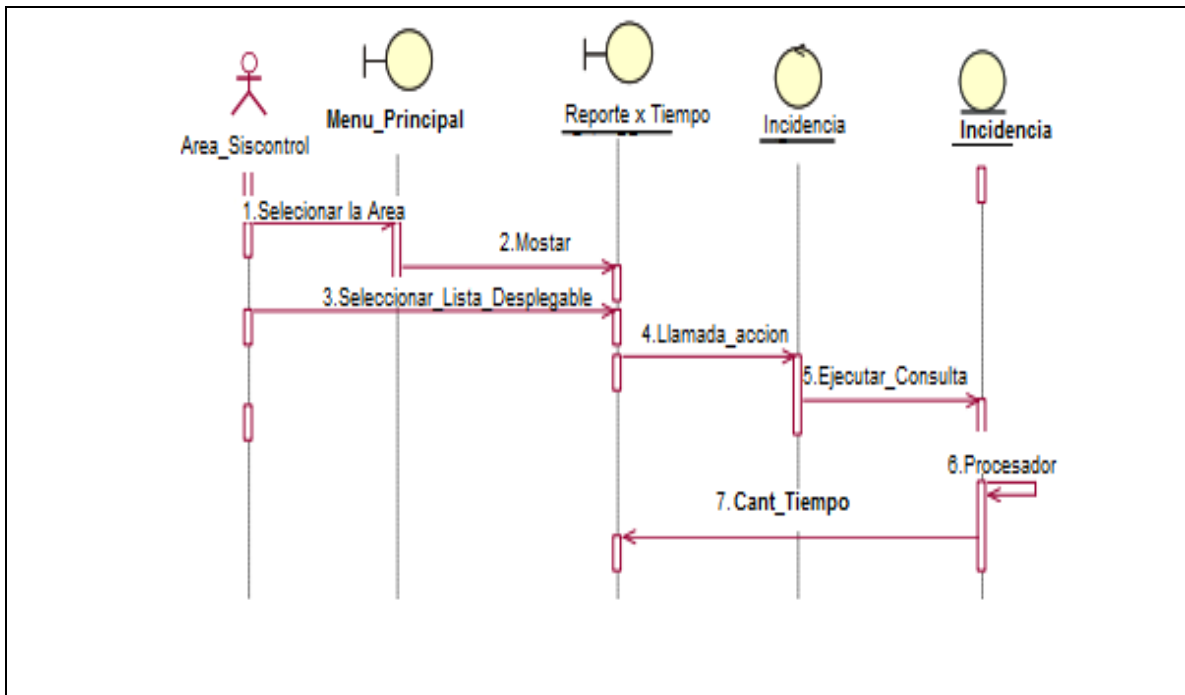 Area_Siscontrol
Menu_Principal
Reporte x Tiempo
Incidencia
Incidencia
1.Selecionar la Area
2.Mostar
3.Seleccionar_Lista_Desplegable
4.Llamada_accion
5.Ejecutar_Consulta
6.Procesador
7.Cant_Tiempo